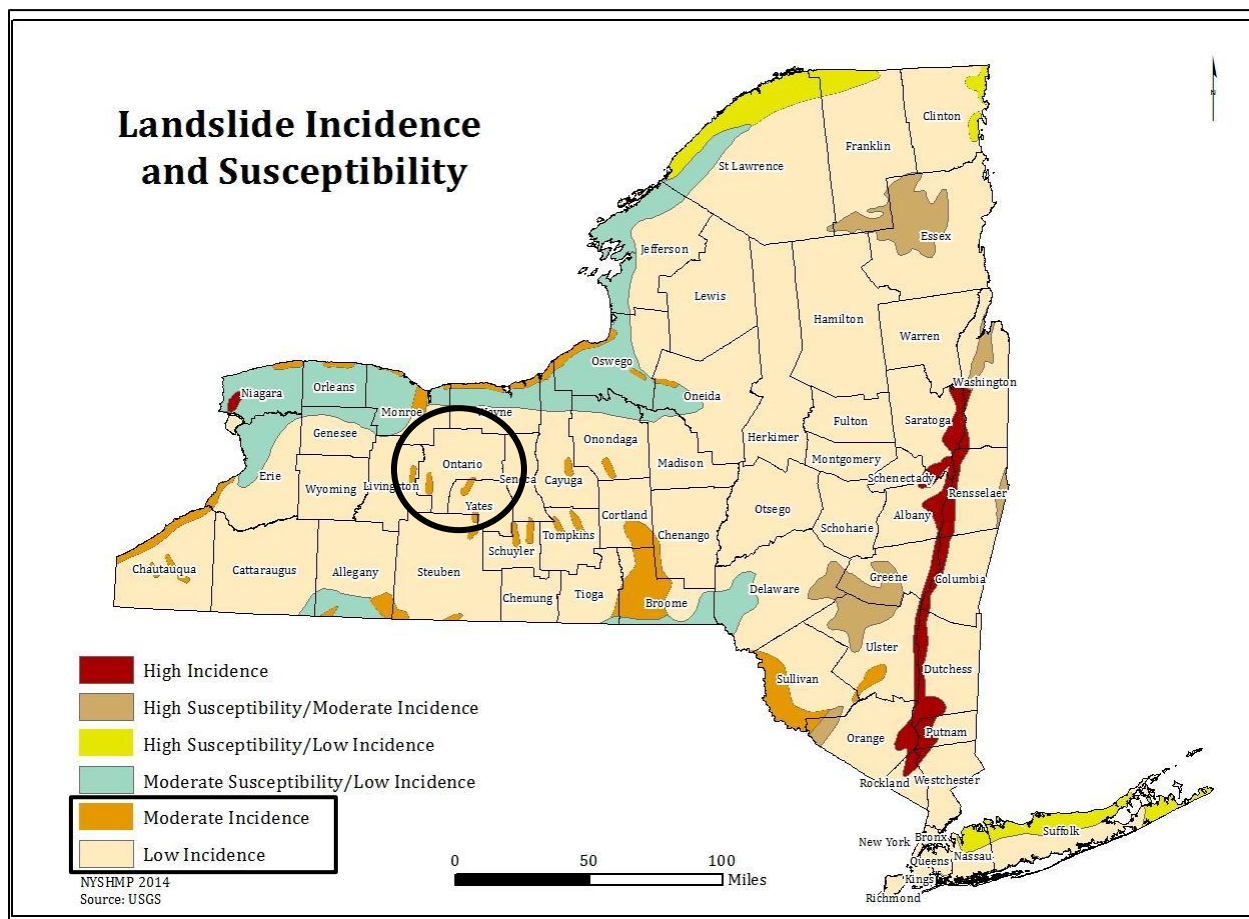 Landslide Incidence
and Susceptibility
N
Clinton
Franklin
St Lawrence
Essex
Jefferson
Lewis
Hamilton
Warren
Oswego
Washington
Niagara
Orleans
Oneida
Monroe
Wayne
Saratoga
Fulton
Genesee
Onondaga
Herkimer
Madison
Montgomery
Ontario
Erie
Seneca
Cayuga
Schenectady
Wyoming
Livingston
Rensselaer
Yates
Otsego
Albany
Cortland
Schoharie
Chenango
Tompkins
Schuyler
Chautauqua
Cattaraugus
Allegany
Steuben
Greene
Columbia
Delaware
Chemung
Tioga
Broome
Ulster
Dutchess
Sullivan
Putnam
Orange
Rockland
Westchester
Suffolk
New York
Bronx
Nassau
Queens
Kings
Richmond
High Incidence
High Susceptibility/Moderate Incidence
High Susceptibility/Low Incidence
Moderate Susceptibility/Low Incidence
Moderate Incidence
Low Incidence
0 50 100
Miles
NYSHMP 2014
Source: USGS